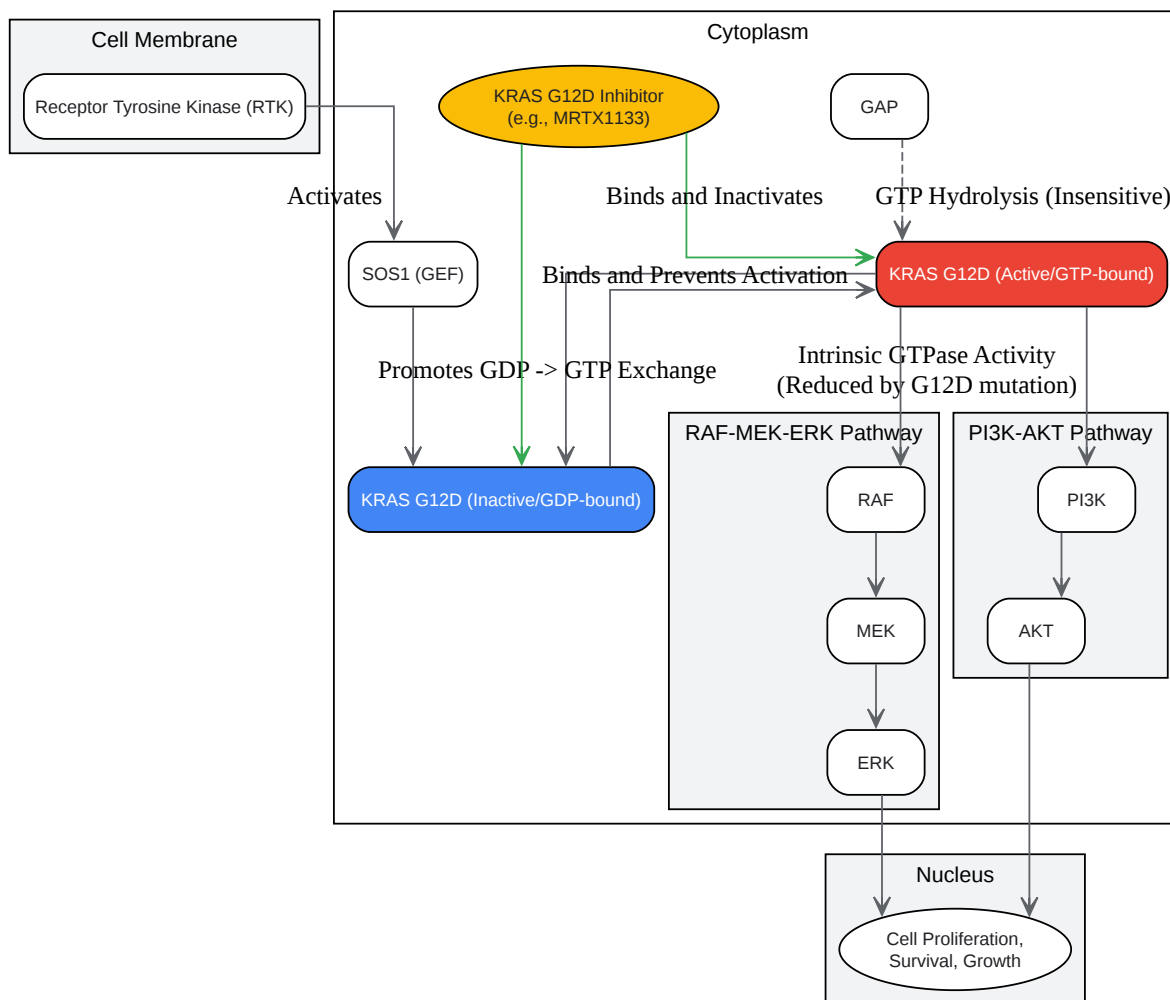 Cytoplasm
Cell Membrane
Receptor Tyrosine Kinase (RTK)
KRAS G12D Inhibitor
(e.g., MRTX1133)
GAP
Activates
Binds and Inactivates
GTP Hydrolysis (Insensitive)
SOS1 (GEF)
Binds and Prevents Activation
KRAS G12D (Active/GTP-bound)
Promotes GDP -> GTP Exchange
Intrinsic GTPase Activity
(Reduced by G12D mutation)
RAF-MEK-ERK Pathway
PI3K-AKT Pathway
KRAS G12D (Inactive/GDP-bound)
RAF
PI3K
MEK
AKT
ERK
Nucleus
Cell Proliferation,
Survival, Growth